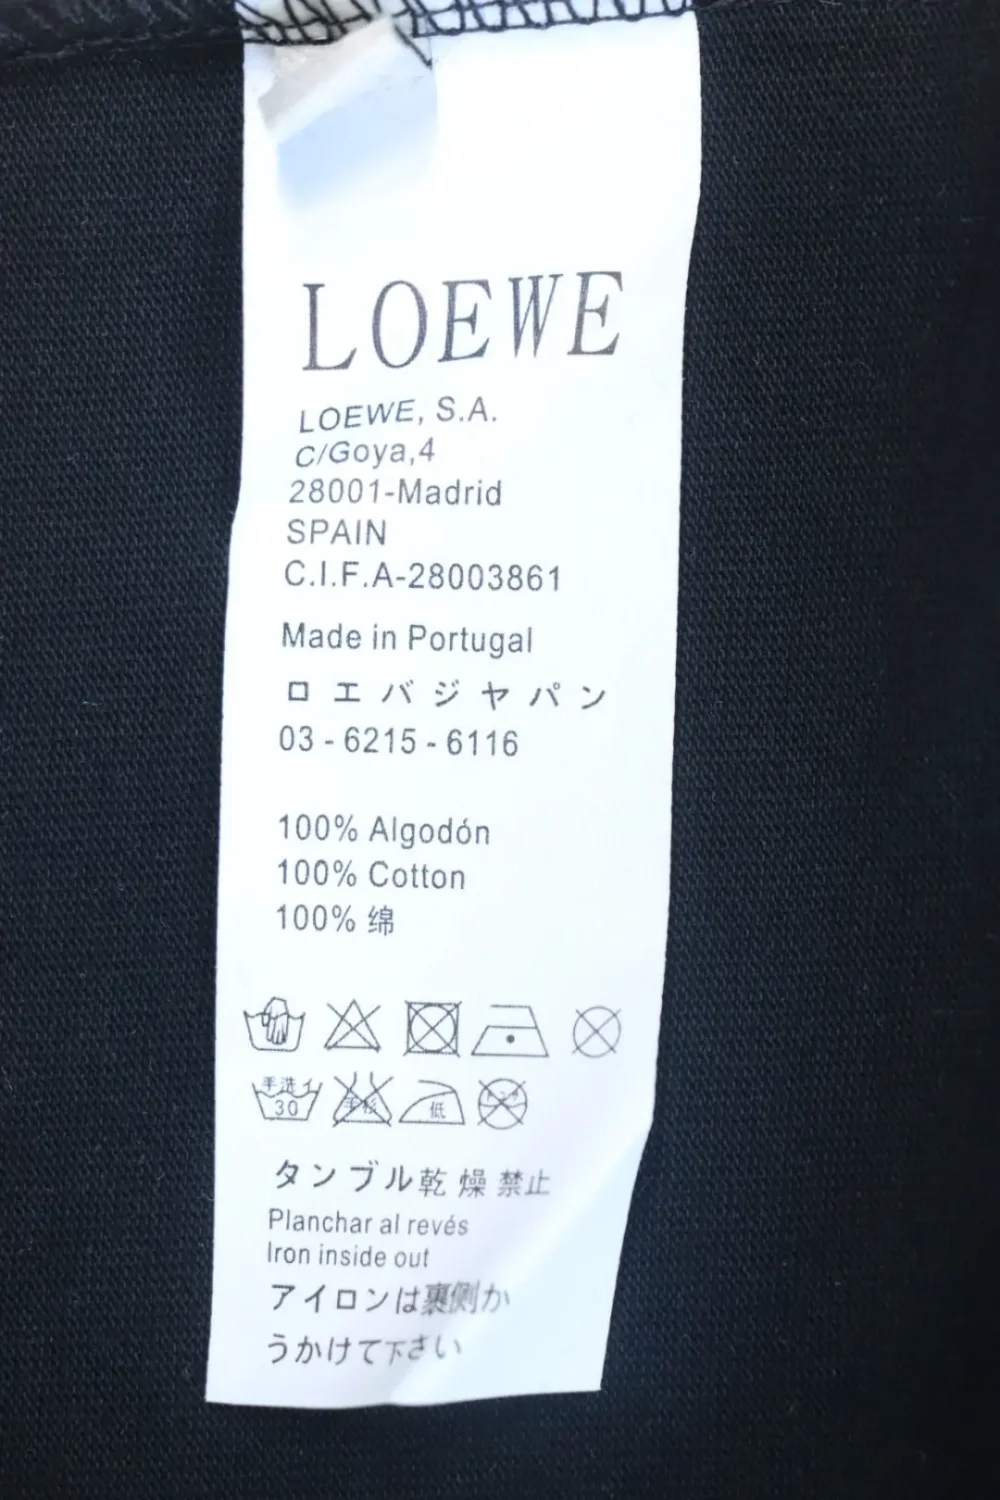 LOEWE
LOEWE, S.A.
C/Goya,4
28001-Madrid
SPAIN
C.I.F.A-28003861
Made in Portugal
ロエバジヤパン
03 - 6215 - 6116
100% Algodón
100% Cotton
100% 绵
手洗イ
30
低
タンブル乾燥禁止
Planchar al revés
Iron inside out
アイロンは裏側か
うかけて下さい